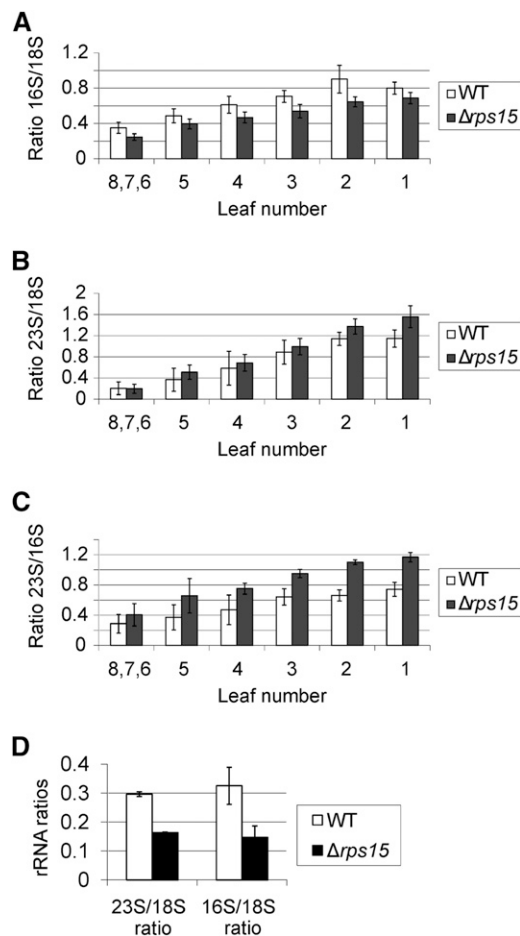 A
Ratio 16S/18S
1.2
0.8
0.4
0
8,7,6 5 4 3 2 1
Leaf number
WT
Δrps15
B
Ratio 23S/18S
2
1.6
1.2
0.8
0.4
0
8,7,6 5 4 3 2 1
Leaf number
WT
Δrps15
C
Ratio 23S/16S
1.2
0.8
0.4
0
8,7,6 5 4 3 2 1
Leaf number
WT
Δrps15
D
rRNA ratios
0.4
0.3
0.2
0.1
0
23S/18S 16S/18S
ratio ratio
WT
Δrps15